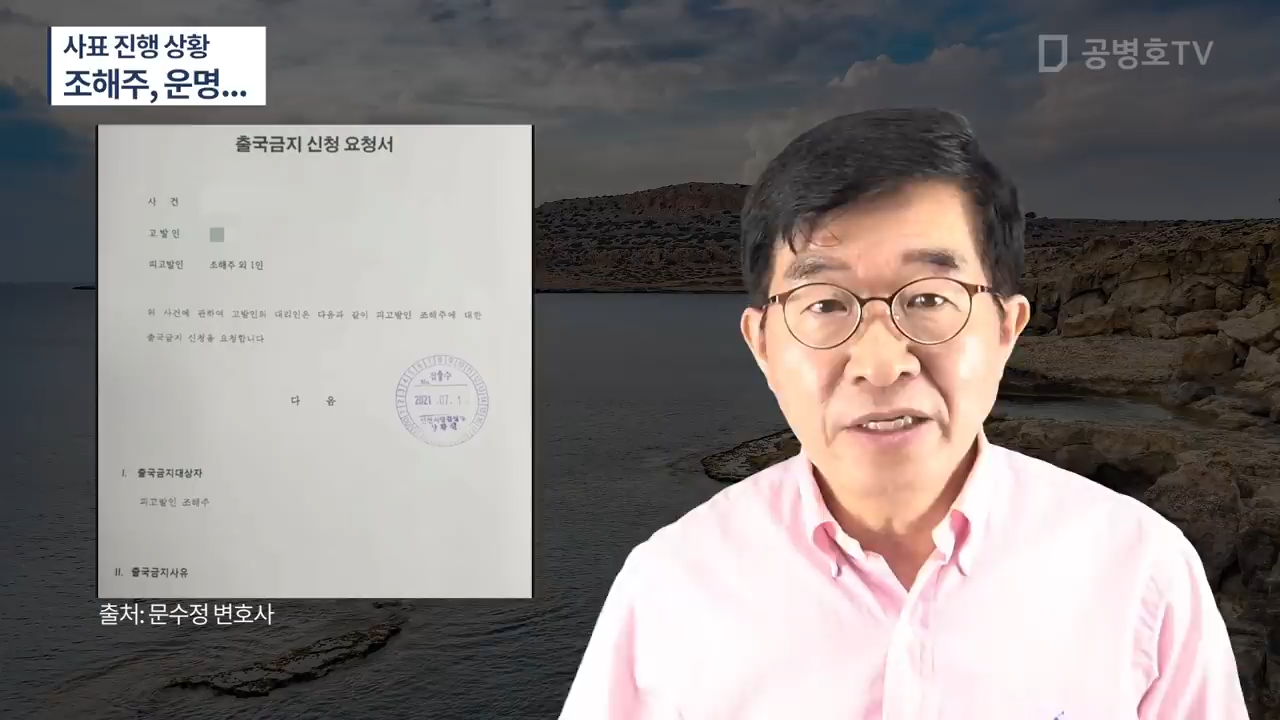 사표 진행 상황
조해주, 운명...
공병호TV
출국금지 신청 요청서
사 건
고발인
피고발인 조해주 외 1인
위 사건에 관하여 고발인의 대리인은 다음과 같이 피고발인 조해주에 대한
출국금지 신청을 요청합니다
다 음
2021 .07. 1
I. 출국금지대상자
피고발인 조해주
II. 출국금지사유
출처: 문수정 변호사